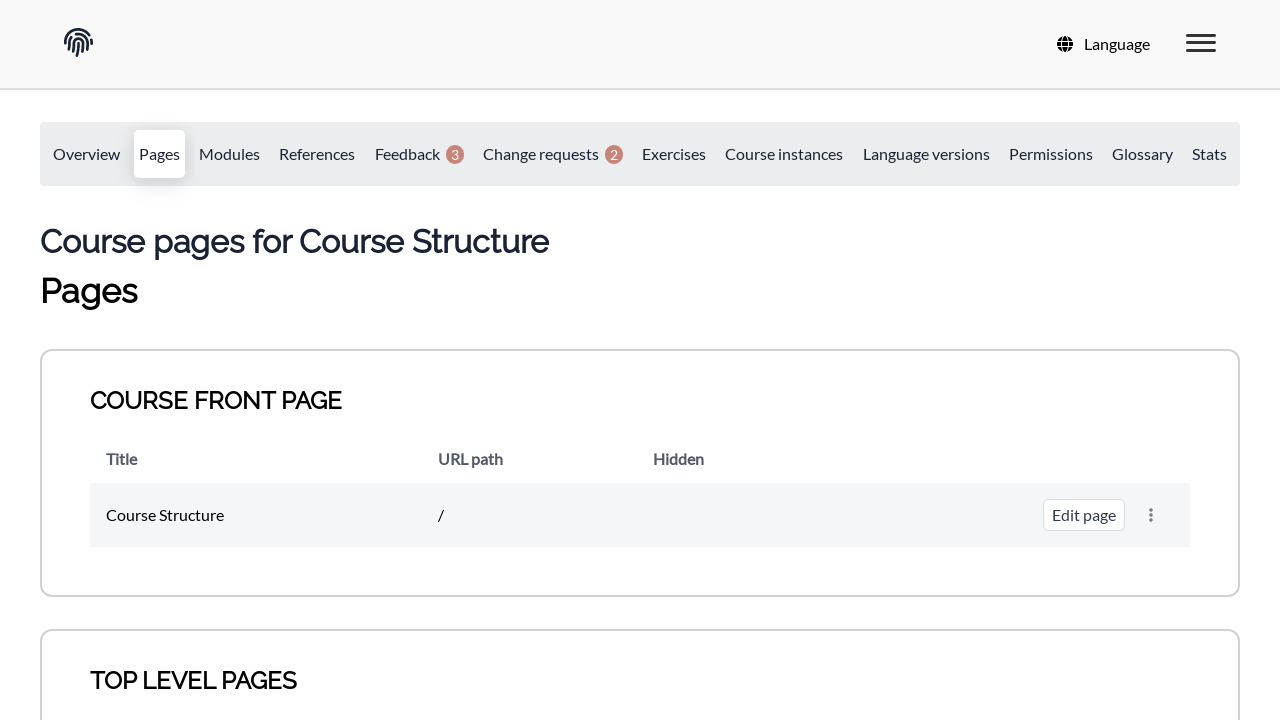 Language
Overview Pages Modules References Feedback 3 Change requests 2 Exercises Course instances Language versions Permissions Glossary Stats
Course pages for Course Structure
Pages
COURSE FRONT PAGE
Title URL path Hidden
Course Structure / Edit page
TOP LEVEL PAGES